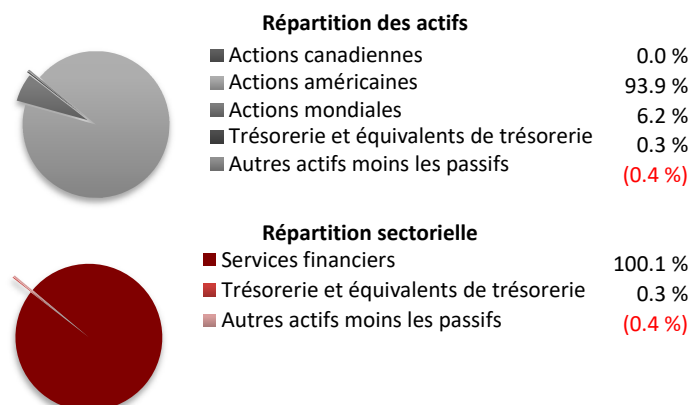 Répartition des actifs
Actions canadiennes 0.0 %
Actions américaines 93.9 %
Actions mondiales 6.2 %
Trésorerie et équivalents de trésorerie 0.3 %
Autres actifs moins les passifs (0.4 %)
Répartition sectorielle
Services financiers 100.1 %
Trésorerie et équivalents de trésorerie 0.3 %
Autres actifs moins les passifs (0.4 %)